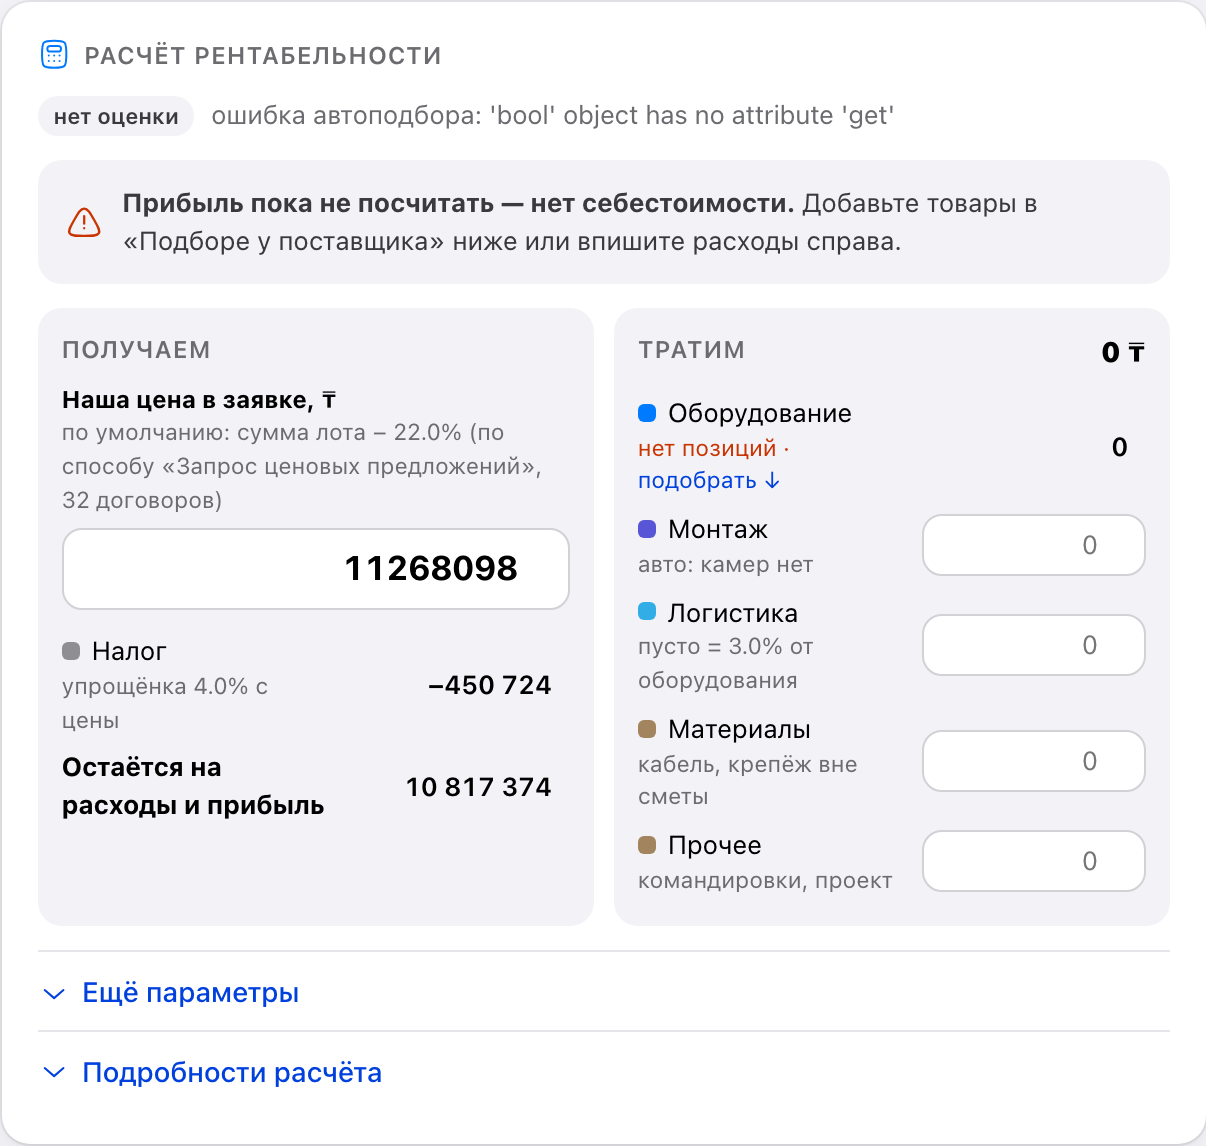 РАСЧЁТ РЕНТАБЕЛЬНОСТИ
нет оценки ошибка автоподбора: 'bool' object has no attribute 'get'
Прибыль пока не посчитать — нет себестоимости. Добавьте товары в
«Подборе у поставщика» ниже или впишите расходы справа.
ПОЛУЧАЕМ
Наша цена в заявке, ₸
по умолчанию: сумма лота − 22.0% (по
способу «Запрос ценовых предложений»,
32 договоров)
11268098
Налог
упрощёнка 4.0% с
цены
−450 724
Остаётся на
расходы и прибыль
10 817 374
ТРАТИМ 0 ₸
Оборудование
нет позиций ·
подобрать ↓
0
Монтаж
авто: камер нет
0
Логистика
пусто = 3.0% от
оборудования
0
Материалы
кабель, крепёж вне
сметы
0
Прочее
командировки, проект
0
Ещё параметры
Подробности расчёта